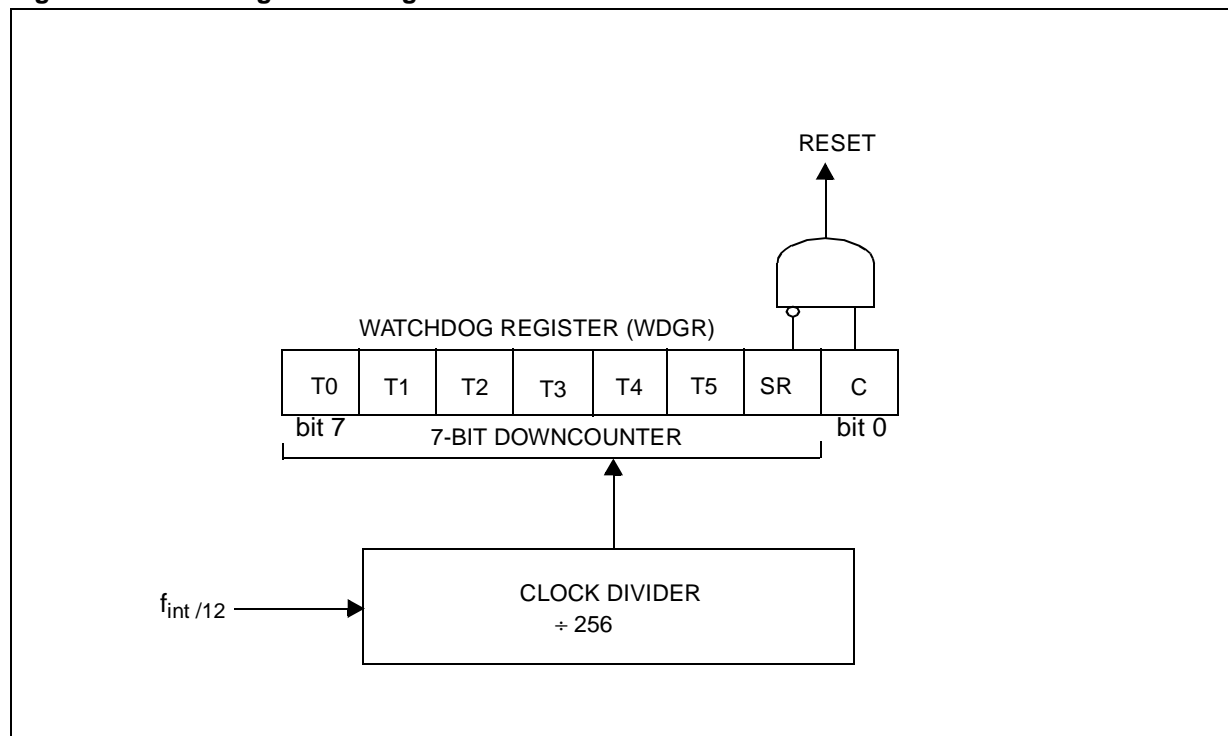 RESET
WATCHDOG REGISTER (WDGR)
T0 T1 T2 T3 T4 T5 SR C
bit 7 7-BIT DOWNCOUNTER bit 0
fint /12
CLOCK DIVIDER
÷ 256